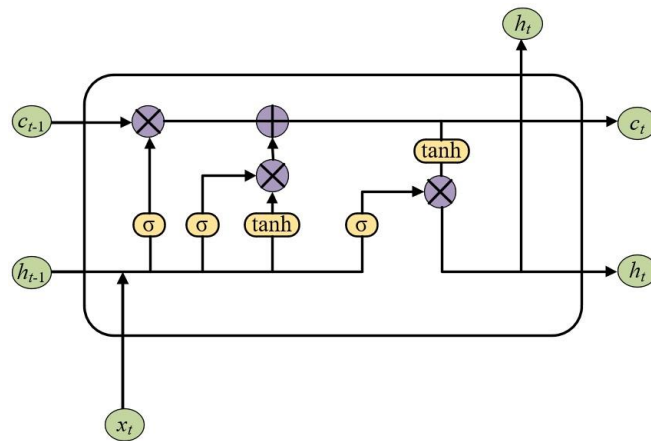 h_t
c_{t-1}
c_t
tanh
σ
σ
tanh
σ
h_{t-1}
h_t
x_t